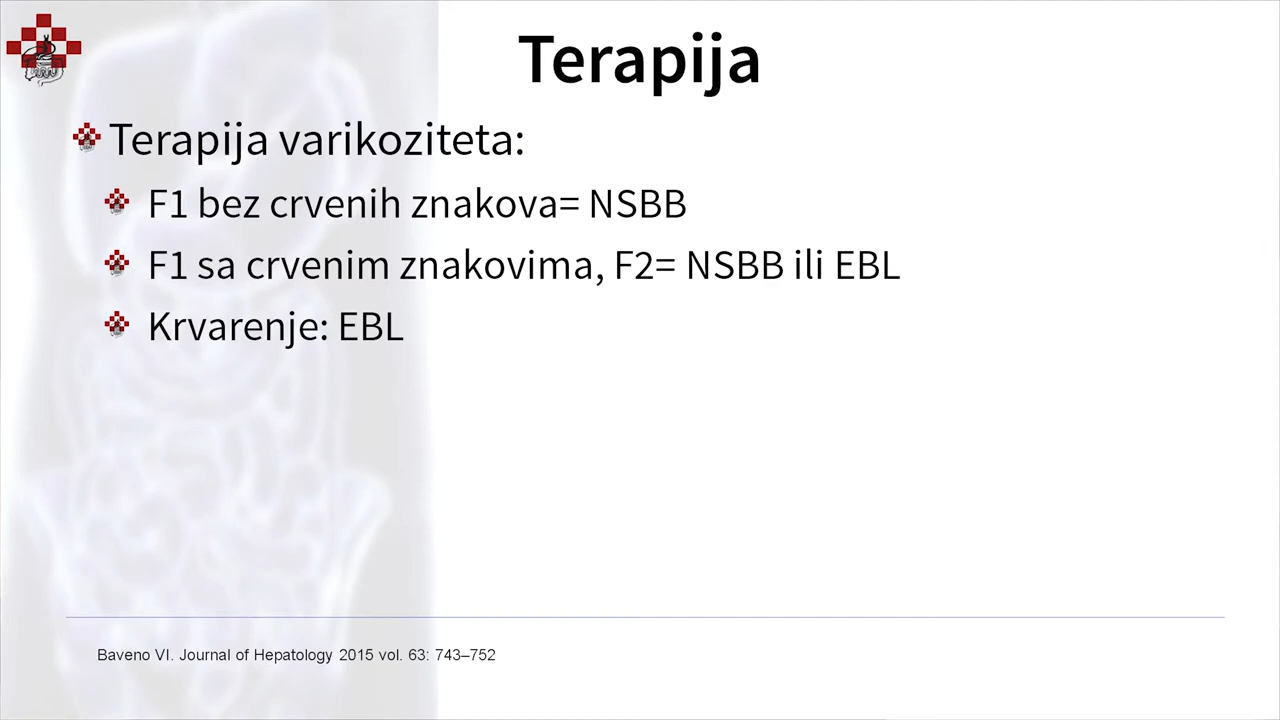 Terapija
Terapija varikoziteta:
F1 bez crvenih znakova= NSBB
F1 sa crvenim znakovima, F2= NSBB ili EBL
Krvarenje: EBL
Baveno VI. Journal of Hepatology 2015 vol. 63: 743–752